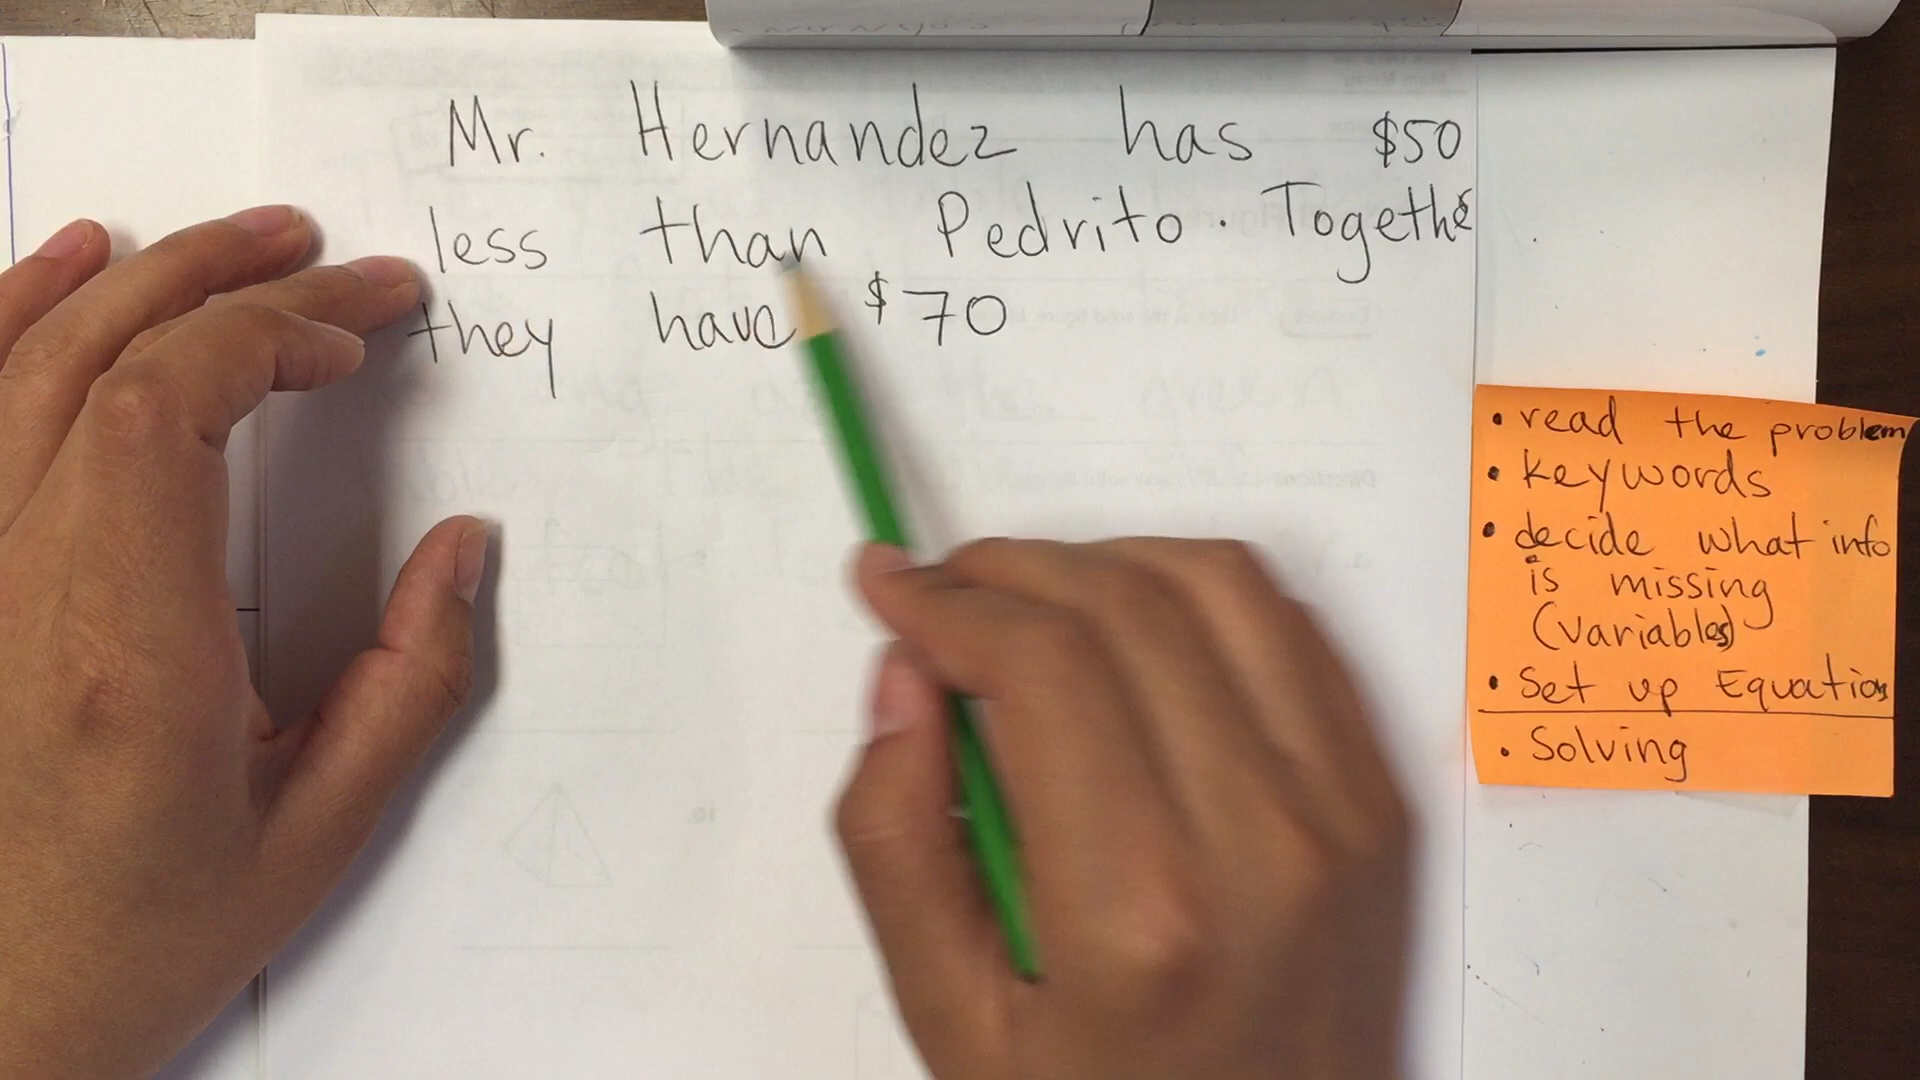 Mr. Hernandez has $50
less than Pedrito. Togethe
they have $70
• read the problem
• keywords
• decide what info
is missing
(variables)
• Set up Equations
• Solving